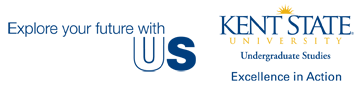 Explore your future with
US
KENT STATE
UNIVERSITY
Undergraduate Studies
Excellence in Action